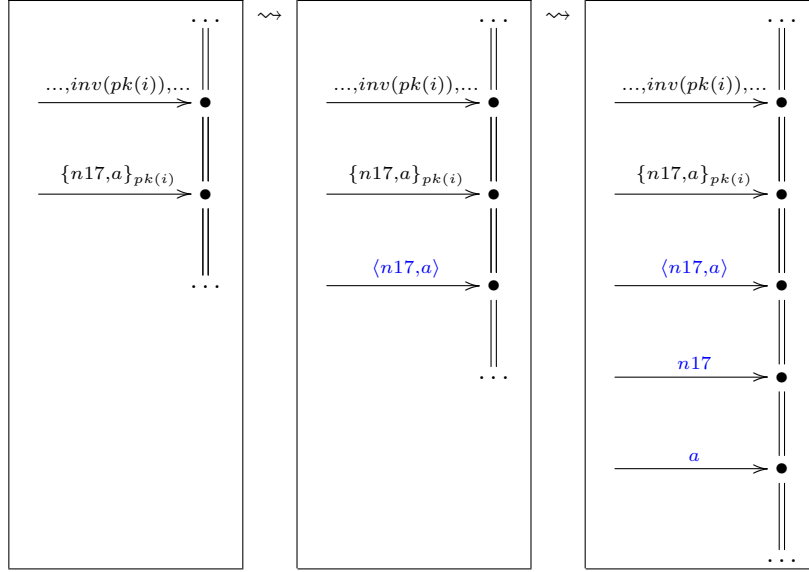 ...
...,inv(pk(i)),...
{n17,a}pk(i)
...
⇝
...
...,inv(pk(i)),...
{n17,a}pk(i)
⟨n17,a⟩
...
⇝
...
...,inv(pk(i)),...
{n17,a}pk(i)
⟨n17,a⟩
n17
a
...